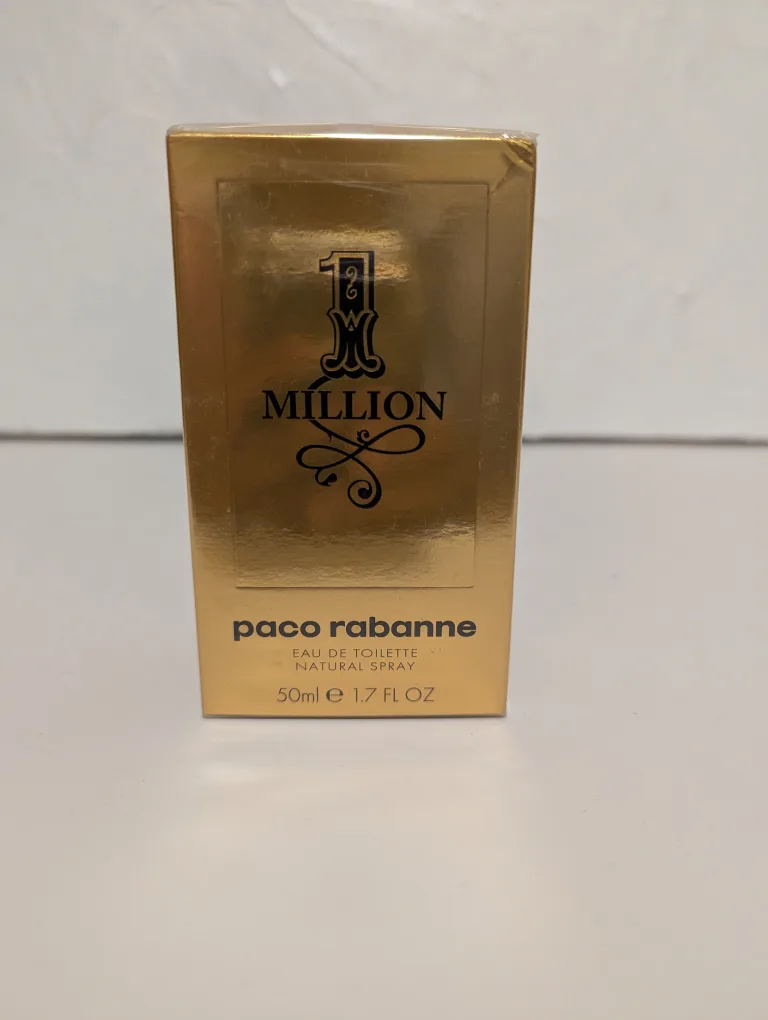 1
MILLION
paco rabanne
EAU DE TOILETTE
NATURAL SPRAY
50ml ℮ 1.7 FL OZ